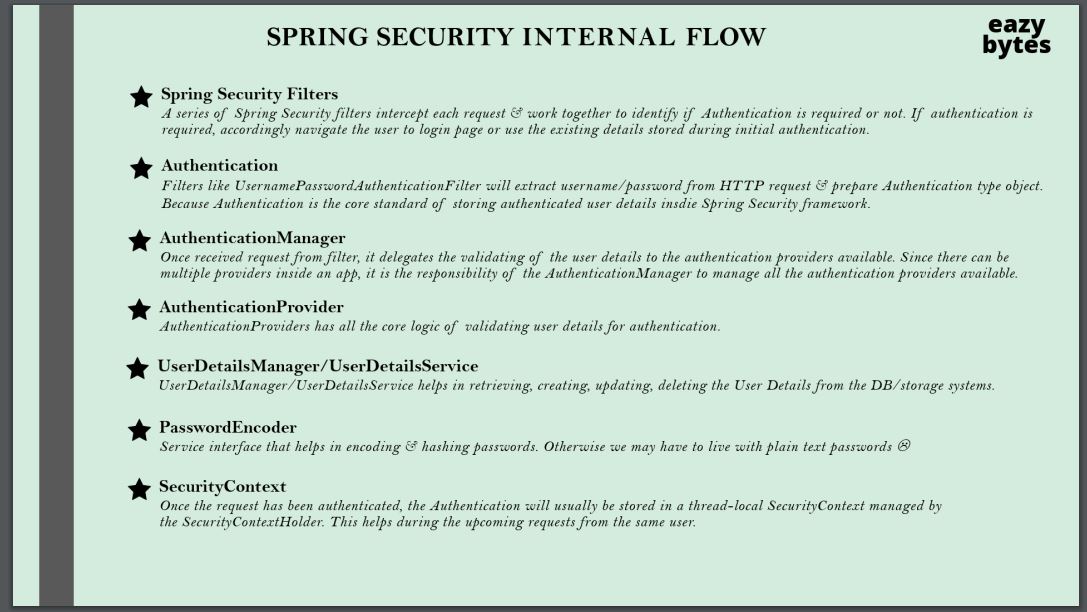 SPRING SECURITY INTERNAL FLOW
eazy
bytes
Spring Security Filters
A series of Spring Security filters intercept each request & work together to identify if Authentication is required or not. If authentication is
required, accordingly navigate the user to login page or use the existing details stored during initial authentication.
Authentication
Filters like UsernamePasswordAuthenticationFilter will extract username/password from HTTP request & prepare Authentication type object.
Because Authentication is the core standard of storing authenticated user details insdie Spring Security framework.
AuthenticationManager
Once received request from filter, it delegates the validating of the user details to the authentication providers available. Since there can be
multiple providers inside an app, it is the responsibility of the AuthenticationManager to manage all the authentication providers available.
AuthenticationProvider
AuthenticationProviders has all the core logic of validating user details for authentication.
UserDetailsManager/UserDetailsService
UserDetailsManager/UserDetailsService helps in retrieving, creating, updating, deleting the User Details from the DB/storage systems.
PasswordEncoder
Service interface that helps in encoding & hashing passwords. Otherwise we may have to live with plain text passwords ☹
SecurityContext
Once the request has been authenticated, the Authentication will usually be stored in a thread-local SecurityContext managed by
the SecurityContextHolder. This helps during the upcoming requests from the same user.